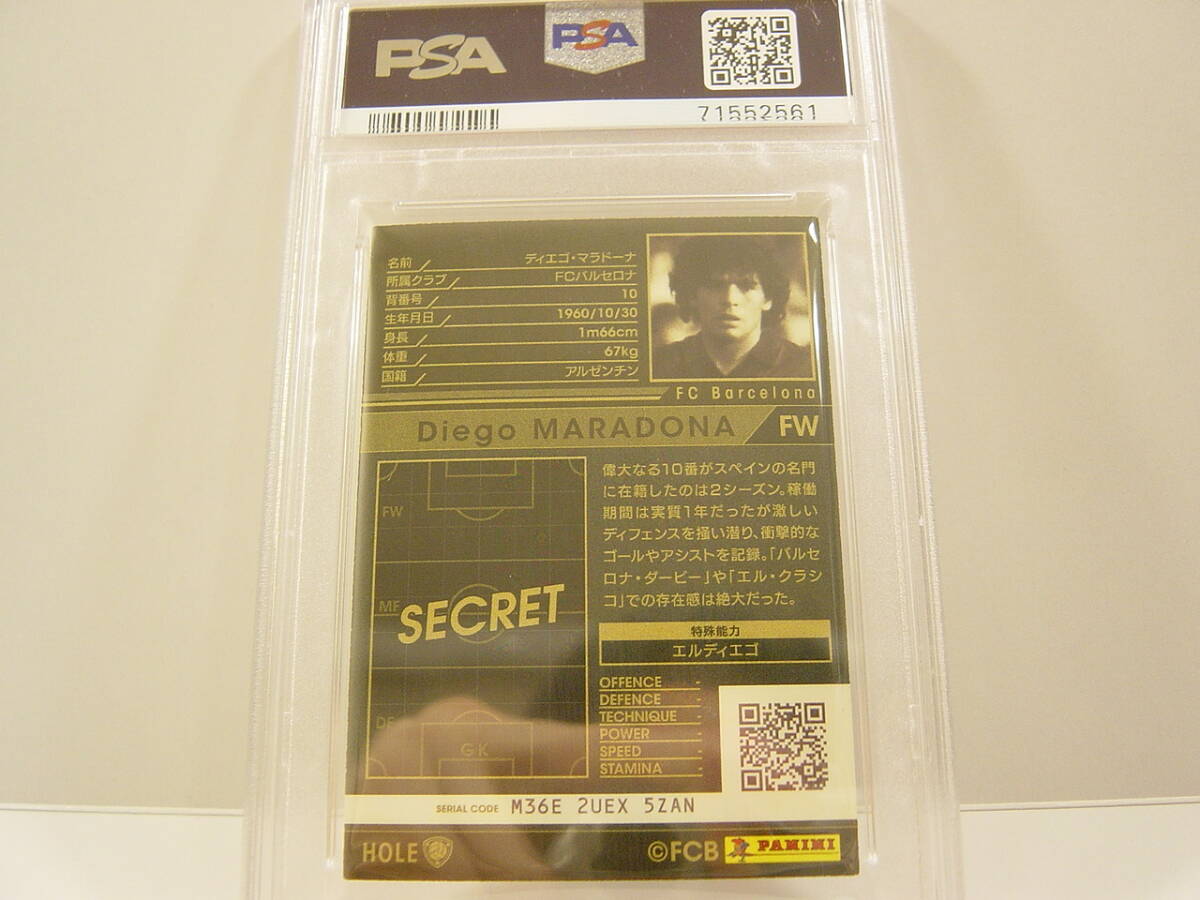 PSA
PSA
71552561
名前 ディエゴ・マラドーナ
所属クラブ FCバルセロナ
背番号 10
生年月日 1960/10/30
身長 1m66cm
体重 67kg
国籍 アルゼンチン
FC Barcelona
Diego MARADONA FW
偉大なる10番がスペインの名門
に在籍したのは2シーズン。稼働
期間は実質1年だったが激しい
ディフェンスを掻い潜り、衝撃的な
ゴールやアシストを記録。「バルセ
ロナ・ダービー」や「エル・クラシ
コ」での存在感は絶大だった。
FW
MF
SECRET
DF
GK
特殊能力
エルディエゴ
OFFENCE -
DEFENCE -
TECHNIQUE -
POWER -
SPEED -
STAMINA -
SERIAL CODE M36E 2UEX 5ZAN
HOLE
©FCB PANINI